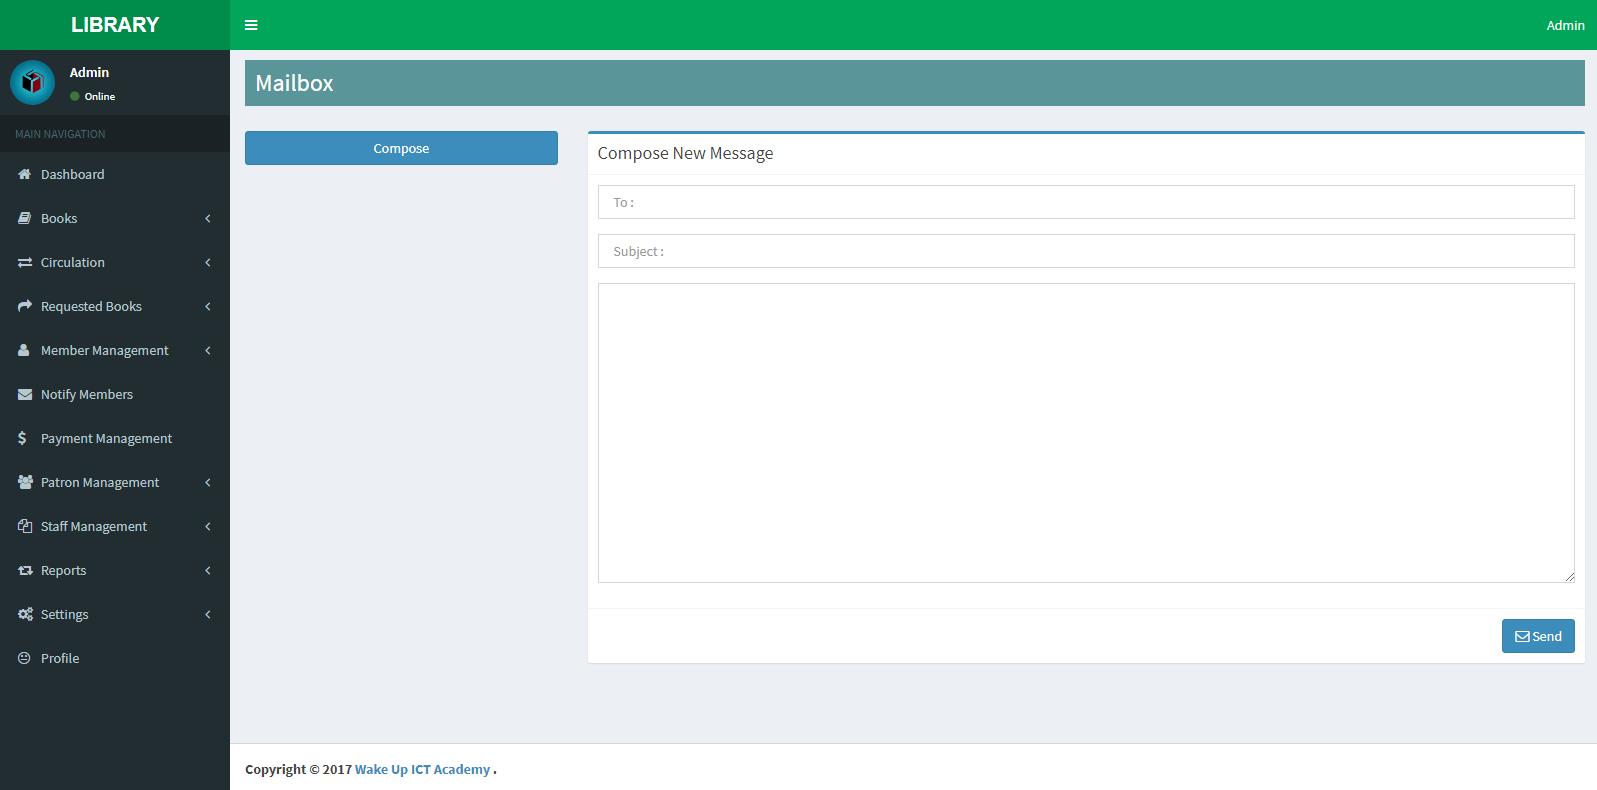 LIBRARY
Admin
Admin
Online
MAIN NAVIGATION
Dashboard
Books
Circulation
Requested Books
Member Management
Notify Members
Payment Management
Patron Management
Staff Management
Reports
Settings
Profile
Mailbox
Compose
Compose New Message
To :
Subject :
Send
Copyright © 2017 Wake Up ICT Academy .